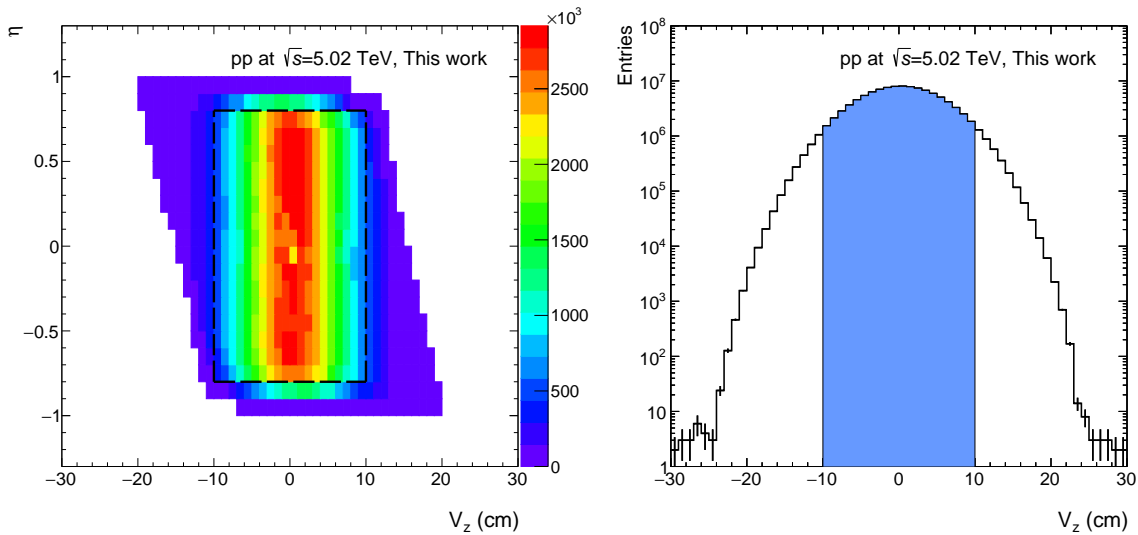 η
pp at √s=5.02 TeV, This work
×10³
1
0.5
0
−0.5
−1
−30 −20 −10 0 10 20 30
V_z (cm)
2500
2000
1500
1000
500
0
Entries
pp at √s=5.02 TeV, This work
10⁸
10⁷
10⁶
10⁵
10⁴
10³
10²
10
1
−30 −20 −10 0 10 20 30
V_z (cm)